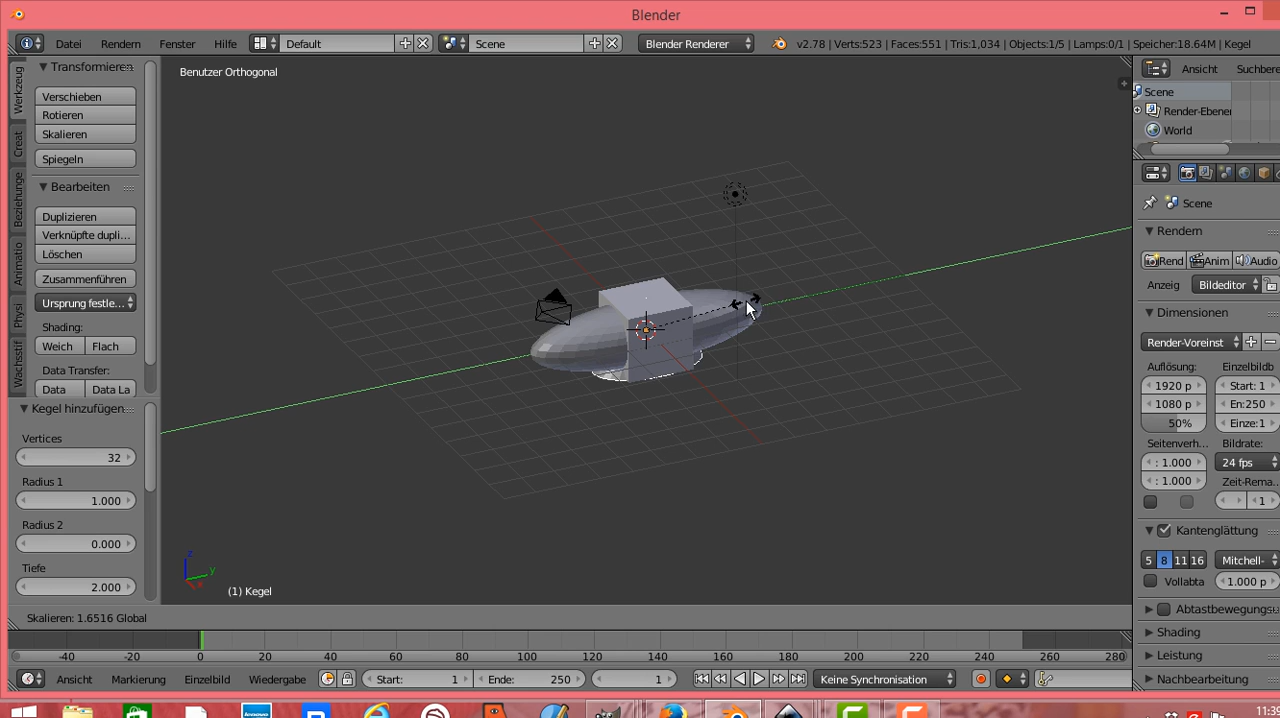 Blender
Datei Rendern Fenster Hilfe Default Scene Blender Renderer v2.78 | Verts:523 | Faces:551 | Tris:1,034 | Objects:1/5 | Lamps:0/1 | Speicher:18.64M | Kegel
Werkzeug
Creat
Beziehunge
Animatio
Physi
Wachsstif
Transformieren
Verschieben
Rotieren
Skalieren
Spiegeln
Bearbeiten
Duplizieren
Verknüpfte dupli...
Löschen
Zusammenführen
Ursprung festle...
Shading:
Weich Flach
Data Transfer:
Data Data La
Kegel hinzufügen
Vertices
32
Radius 1
1.000
Radius 2
0.000
Tiefe
2.000
Benutzer Orthogonal
z
y
x
(1) Kegel
Ansicht Suchbere
Scene
Render-Ebenen
World
Scene
Rendern
Rend Anim Audio
Anzeig Bildeditor
Dimensionen
Render-Voreinst
Auflösung: Einzelbildb
1920 p Start: 1
1080 p En:250
50% Einze:1
Seitenverh... Bildrate:
: 1.000 24 fps
: 1.000 Zeit-Rema..
1
Kantenglättung
5 8 11 16 Mitchell-
Vollabta 1.000 p
Abtastbewegungs
Shading
Leistung
Nachbearbeitung
Skalieren: 1.6516 Global
-40 -20 0 20 40 60 80 100 120 140 160 180 200 220 240 260 280
Ansicht Markierung Einzelbild Wiedergabe Start: 1 Ende: 250 1 Keine Synchronisation
11:39